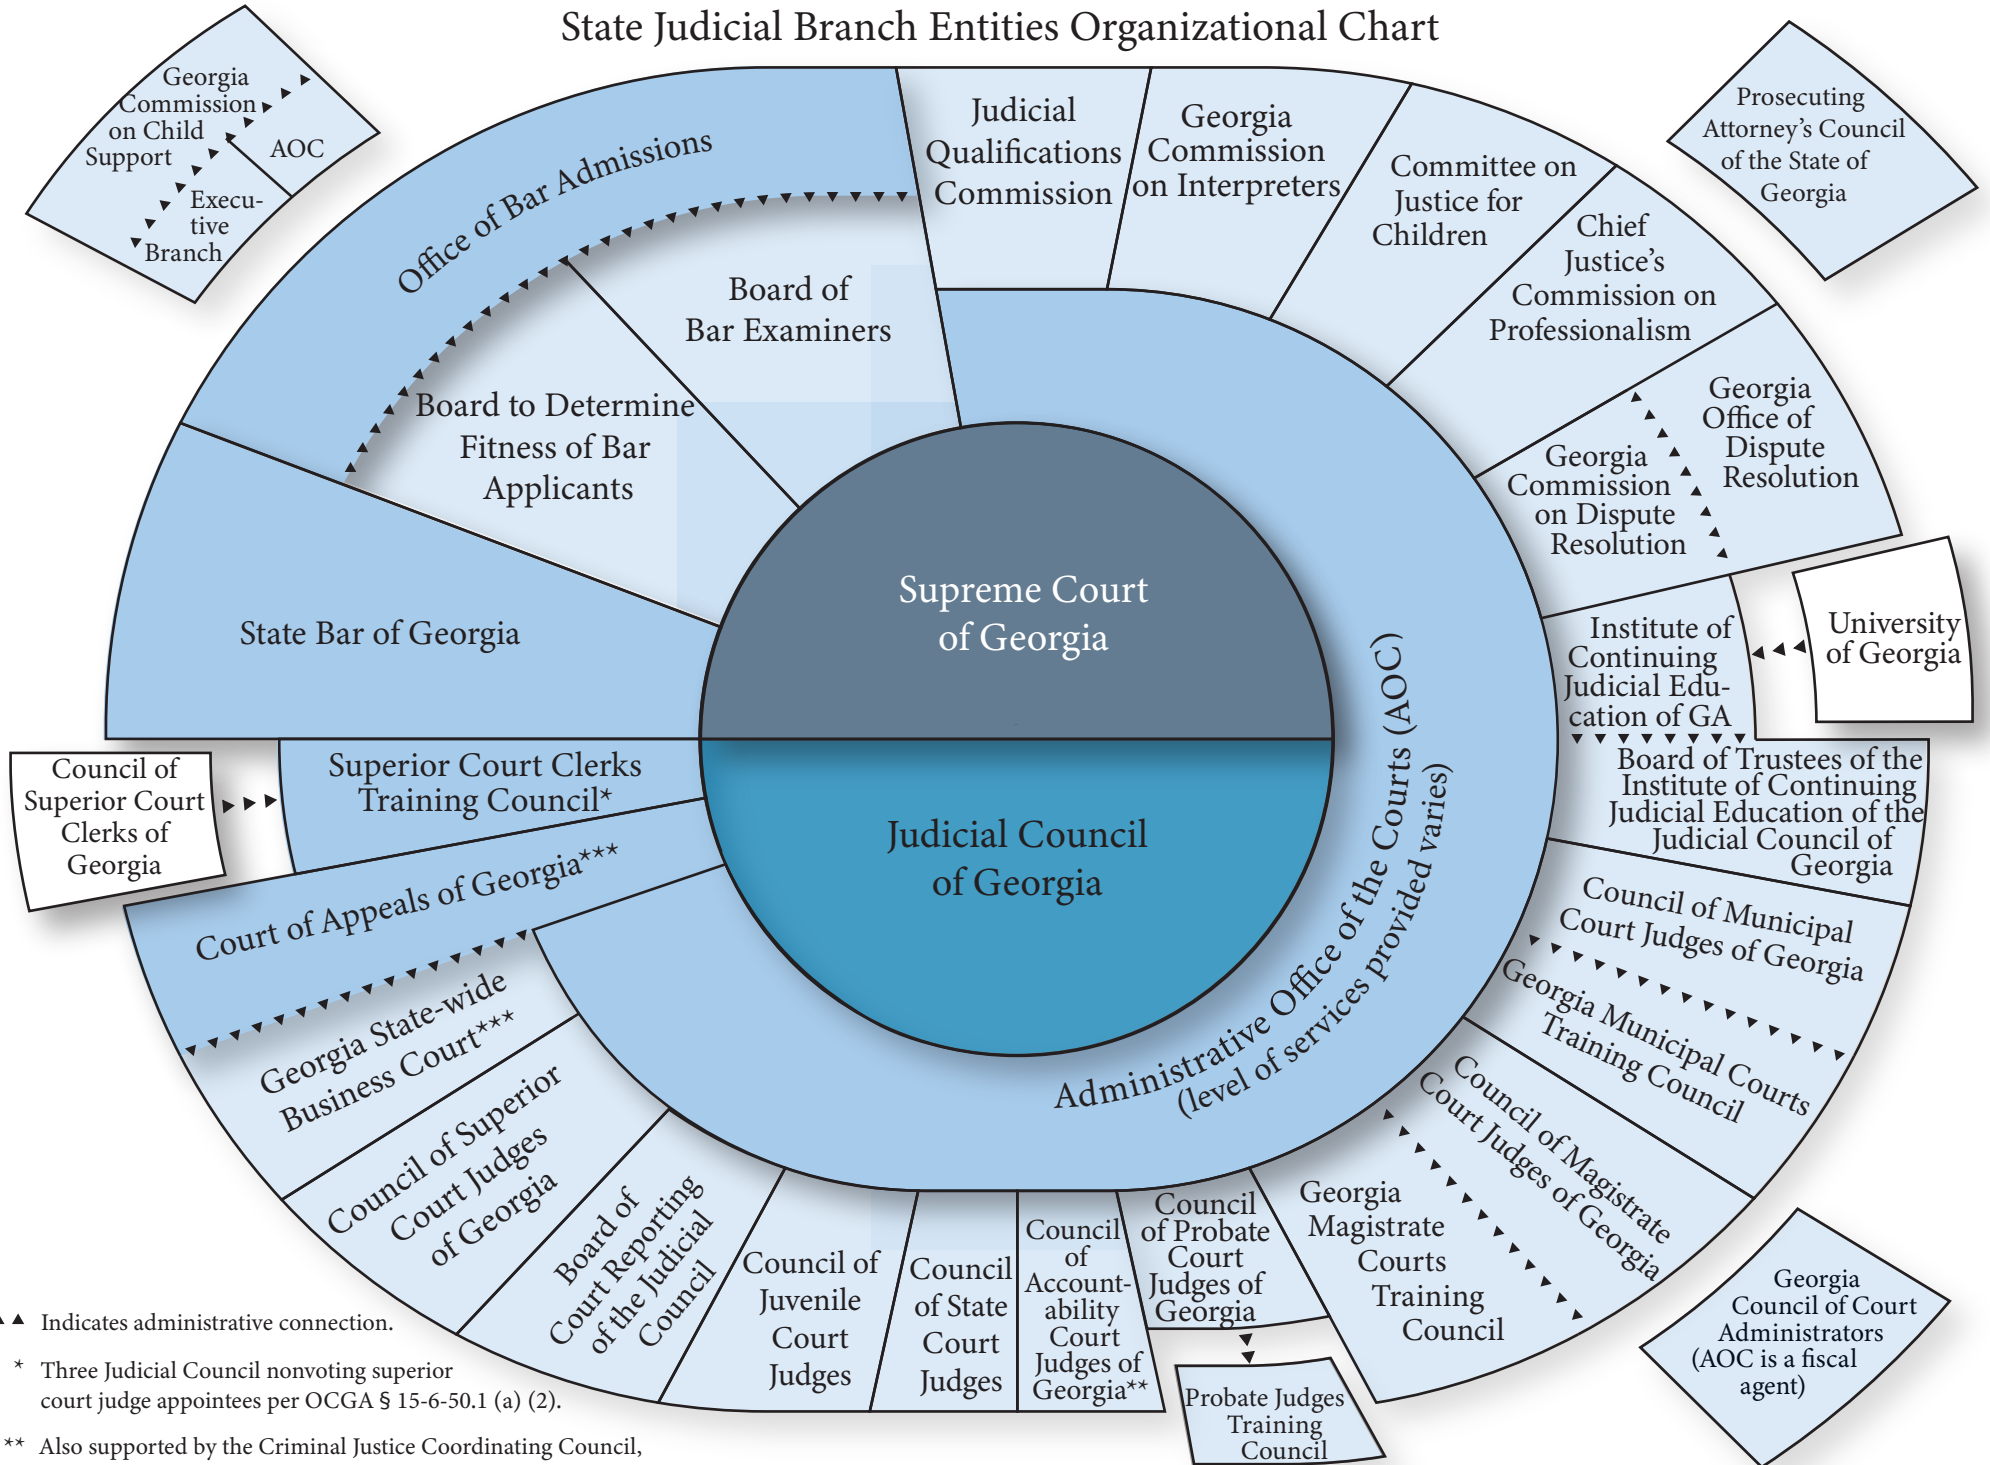 State Judicial Branch Entities Organizational Chart
Georgia
Commission
on Child
Support
AOC
Execu-
tive
Branch
Office of Bar Admissions
Board of
Bar Examiners
Board to Determine
Fitness of Bar
Applicants
State Bar of Georgia
Judicial
Qualifications
Commission
Georgia
Commission
on Interpreters
Committee on
Justice for
Children
Chief
Justice's
Commission on
Professionalism
Georgia
Office of
Dispute
Resolution
Georgia
Commission
on Dispute
Resolution
Prosecuting
Attorney's Council
of the State of
Georgia
Supreme Court
of Georgia
Judicial Council
of Georgia
Administrative Office of the Courts (AOC)
(level of services provided varies)
Institute of
Continuing
Judicial Edu-
cation of GA
University
of Georgia
Board of Trustees of the
Institute of Continuing
Judicial Education of the
Judicial Council of
Georgia
Council of Municipal
Court Judges of Georgia
Georgia Municipal Courts
Training Council
Council of Magistrate
Court Judges of Georgia
Georgia
Magistrate
Courts
Training
Council
Council
of Probate
Court
Judges of
Georgia
Probate Judges
Training
Council
Council
of
Account-
ability
Court
Judges of
Georgia**
Council
of State
Court
Judges
Council of
Juvenile
Court
Judges
Board of
Court Reporting
of the Judicial
Council
Council of Superior
Court Judges
of Georgia
Georgia State-wide
Business Court***
Court of Appeals of Georgia***
Superior Court Clerks
Training Council*
Council of
Superior Court
Clerks of
Georgia
Georgia
Council of Court
Administrators
(AOC is a fiscal
agent)
Indicates administrative connection.
* Three Judicial Council nonvoting superior
court judge appointees per OCGA § 15-6-50.1 (a) (2).
** Also supported by the Criminal Justice Coordinating Council,